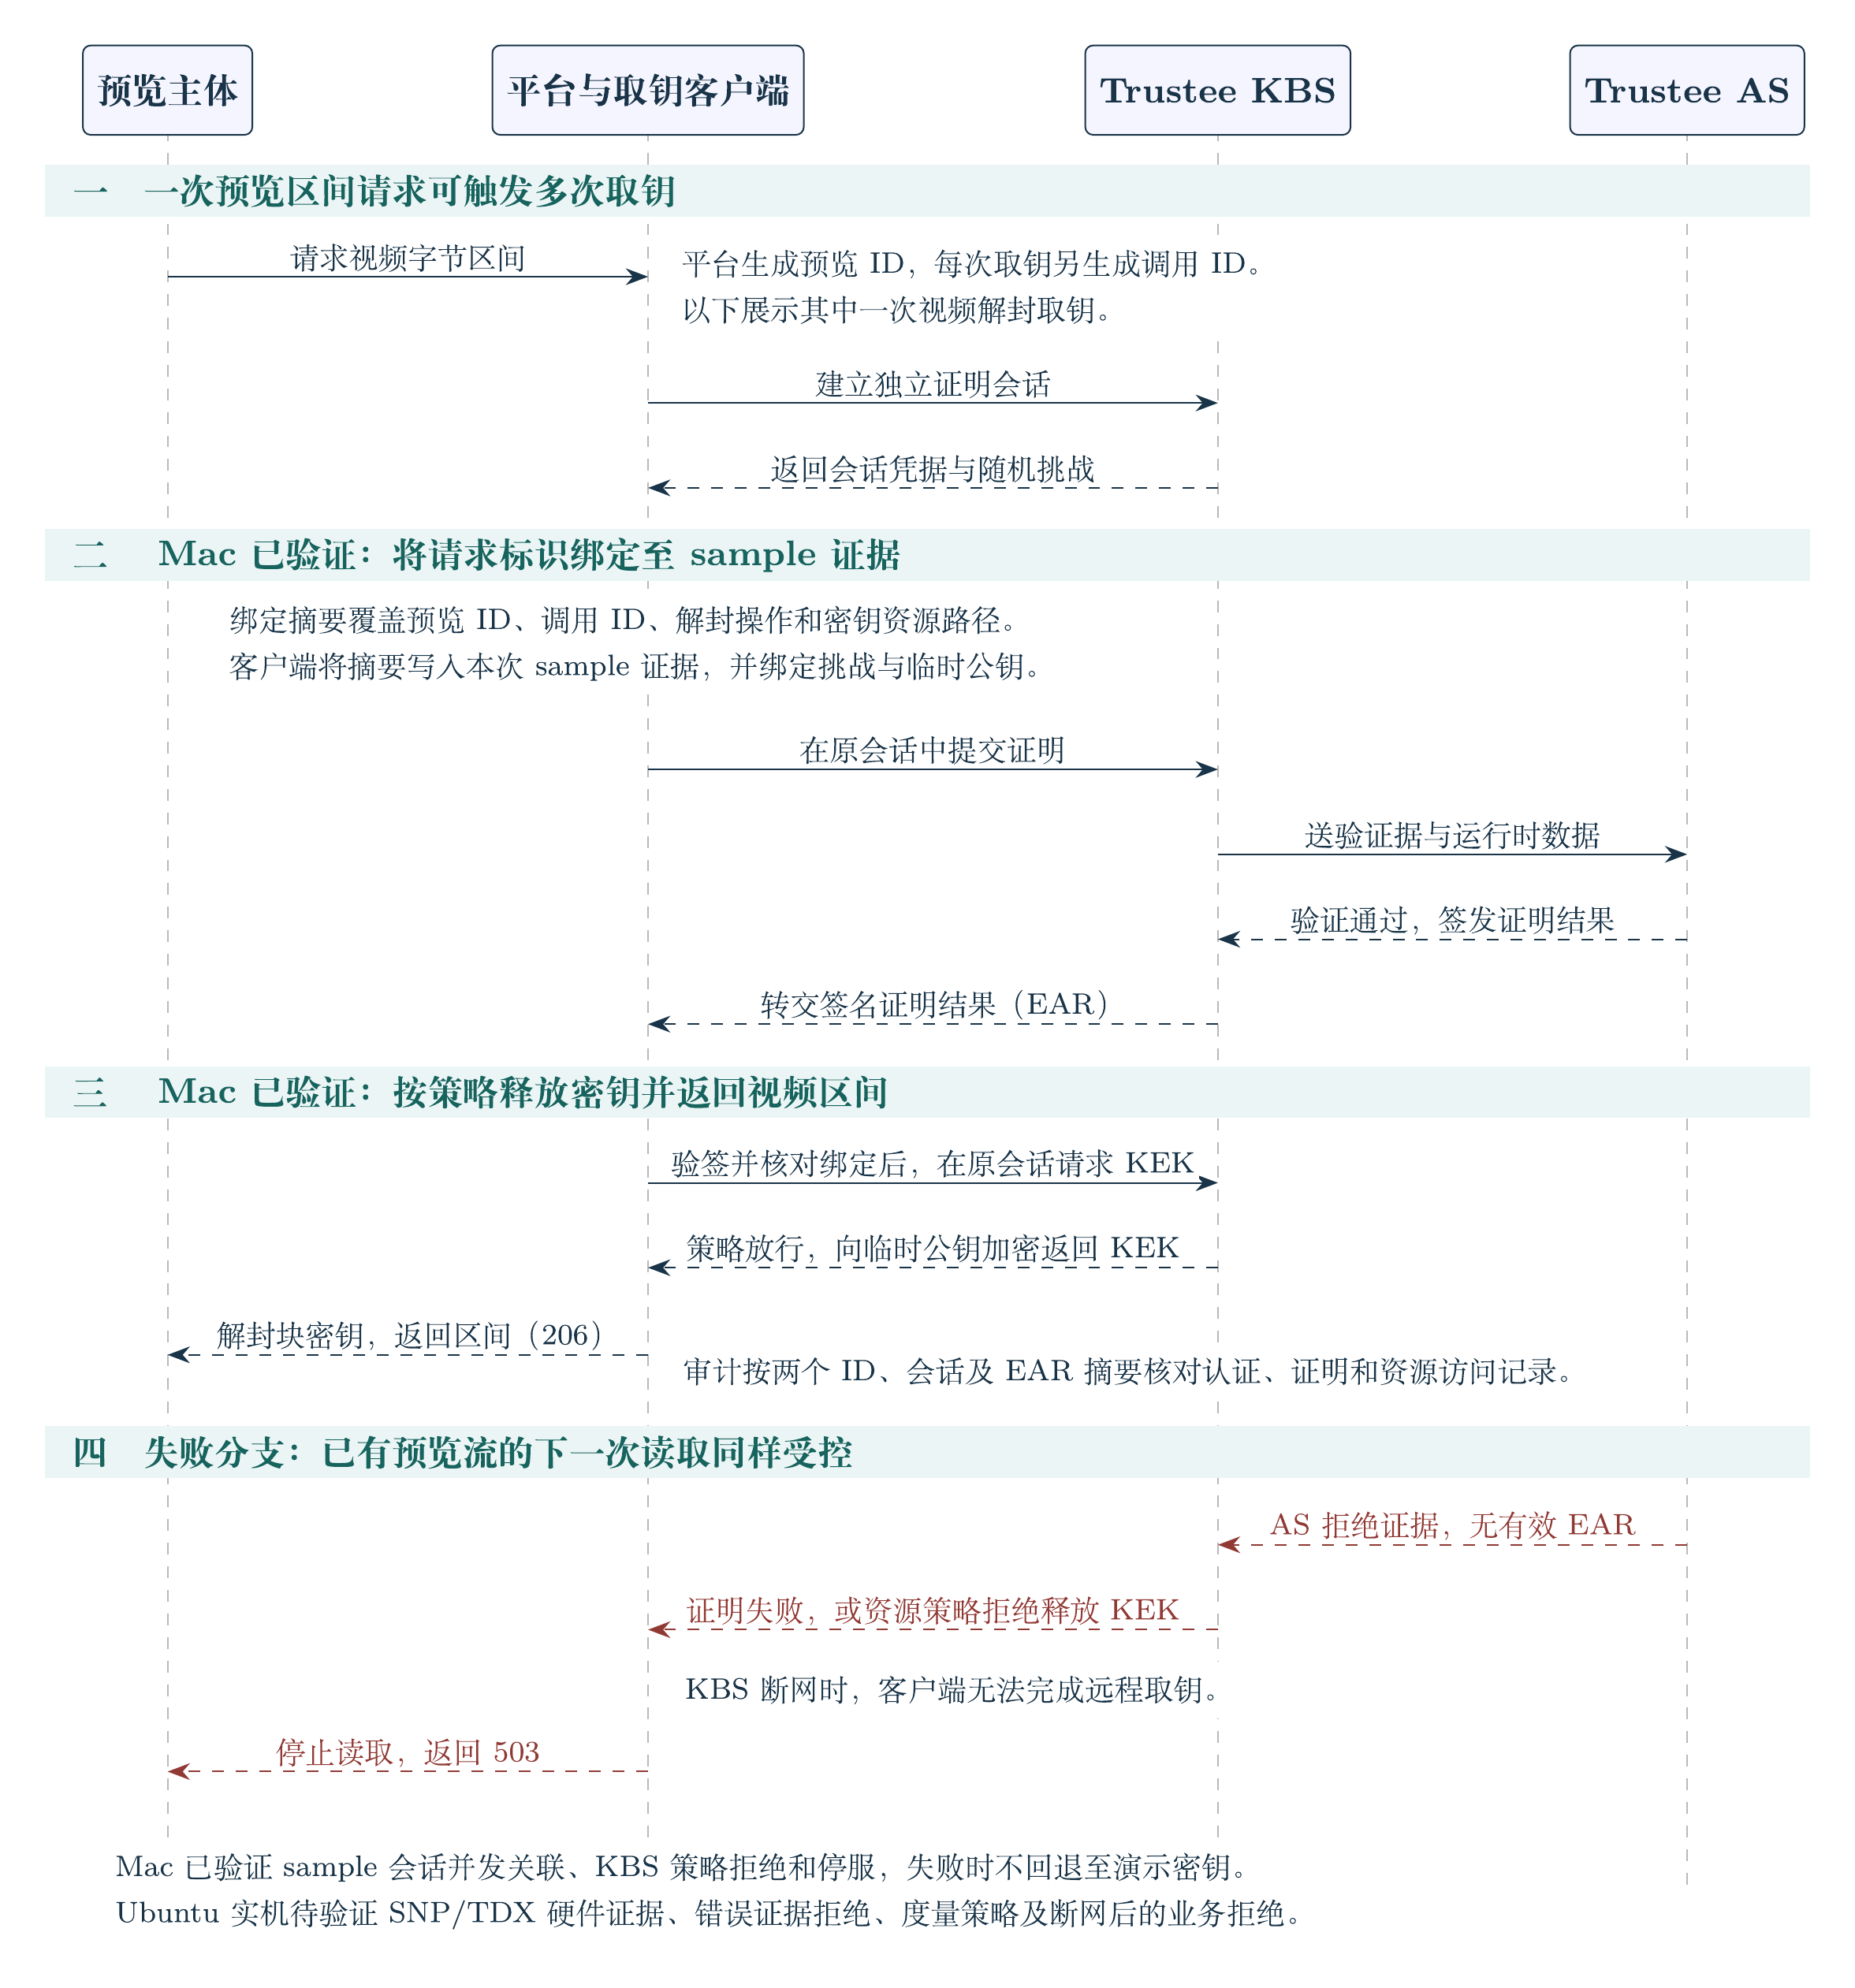 预览主体
平台与取钥客户端
Trustee KBS
Trustee AS
一 一次预览区间请求可触发多次取钥
请求视频字节区间
平台生成预览 ID，每次取钥另生成调用 ID。
以下展示其中一次视频解封取钥。
建立独立证明会话
返回会话凭据与随机挑战
二 Mac 已验证：将请求标识绑定至 sample 证据
绑定摘要覆盖预览 ID、调用 ID、解封操作和密钥资源路径。
客户端将摘要写入本次 sample 证据，并绑定挑战与临时公钥。
在原会话中提交证明
送验证据与运行时数据
验证通过，签发证明结果
转交签名证明结果（EAR）
三 Mac 已验证：按策略释放密钥并返回视频区间
验签并核对绑定后，在原会话请求 KEK
策略放行，向临时公钥加密返回 KEK
解封块密钥，返回区间（206）
审计按两个 ID、会话及 EAR 摘要核对认证、证明和资源访问记录。
四 失败分支：已有预览流的下一次读取同样受控
AS 拒绝证据，无有效 EAR
证明失败，或资源策略拒绝释放 KEK
KBS 断网时，客户端无法完成远程取钥。
停止读取，返回 503
Mac 已验证 sample 会话并发关联、KBS 策略拒绝和停服，失败时不回退至演示密钥。
Ubuntu 实机待验证 SNP/TDX 硬件证据、错误证据拒绝、度量策略及断网后的业务拒绝。